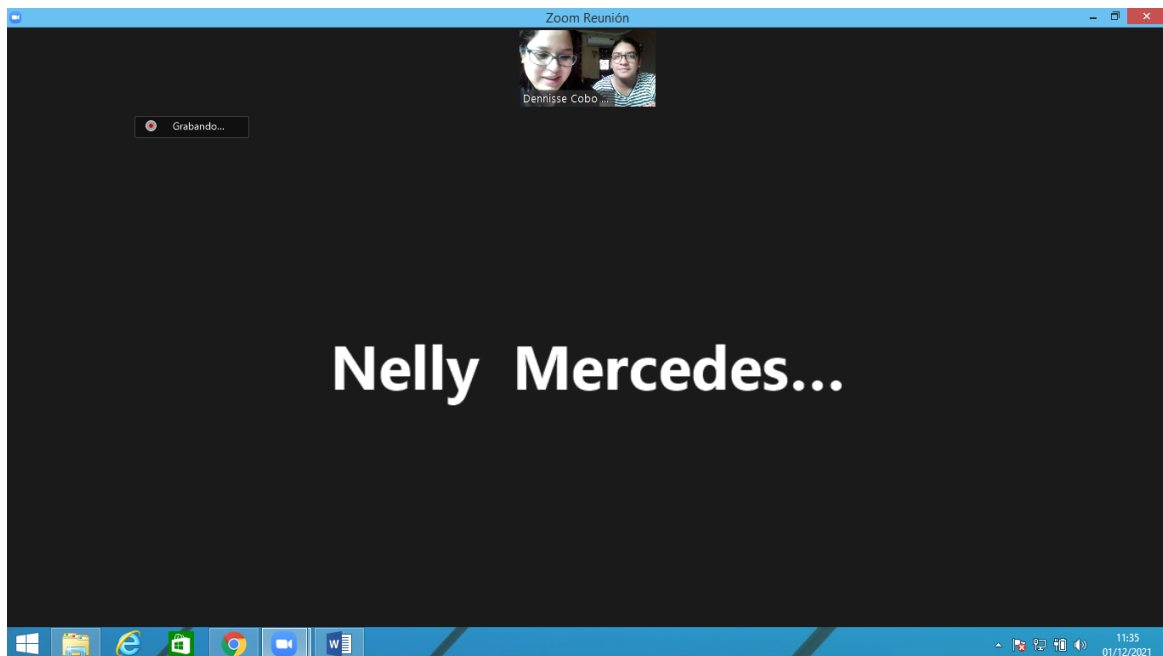 Zoom Reunión
Dennisse Cobo ...
Grabando...
Nelly Mercedes...
11:35
01/12/2021